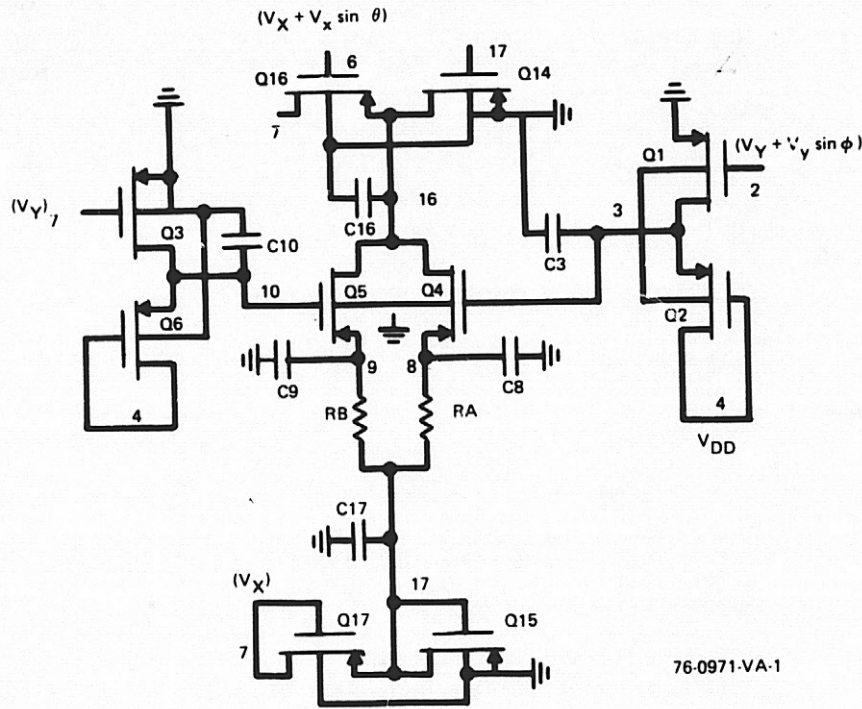 (VX + Vx sin θ)
6
17
Q16
Q14
7
(VY + Vy sin ϕ)
Q1
2
(VY) 7
Q3
C10
C16
16
3
C3
10
Q5
Q4
Q6
Q2
9
8
C9
C8
4
4
RB
RA
VDD
C17
(VX)
17
Q17
Q15
7
76-0971-VA-1